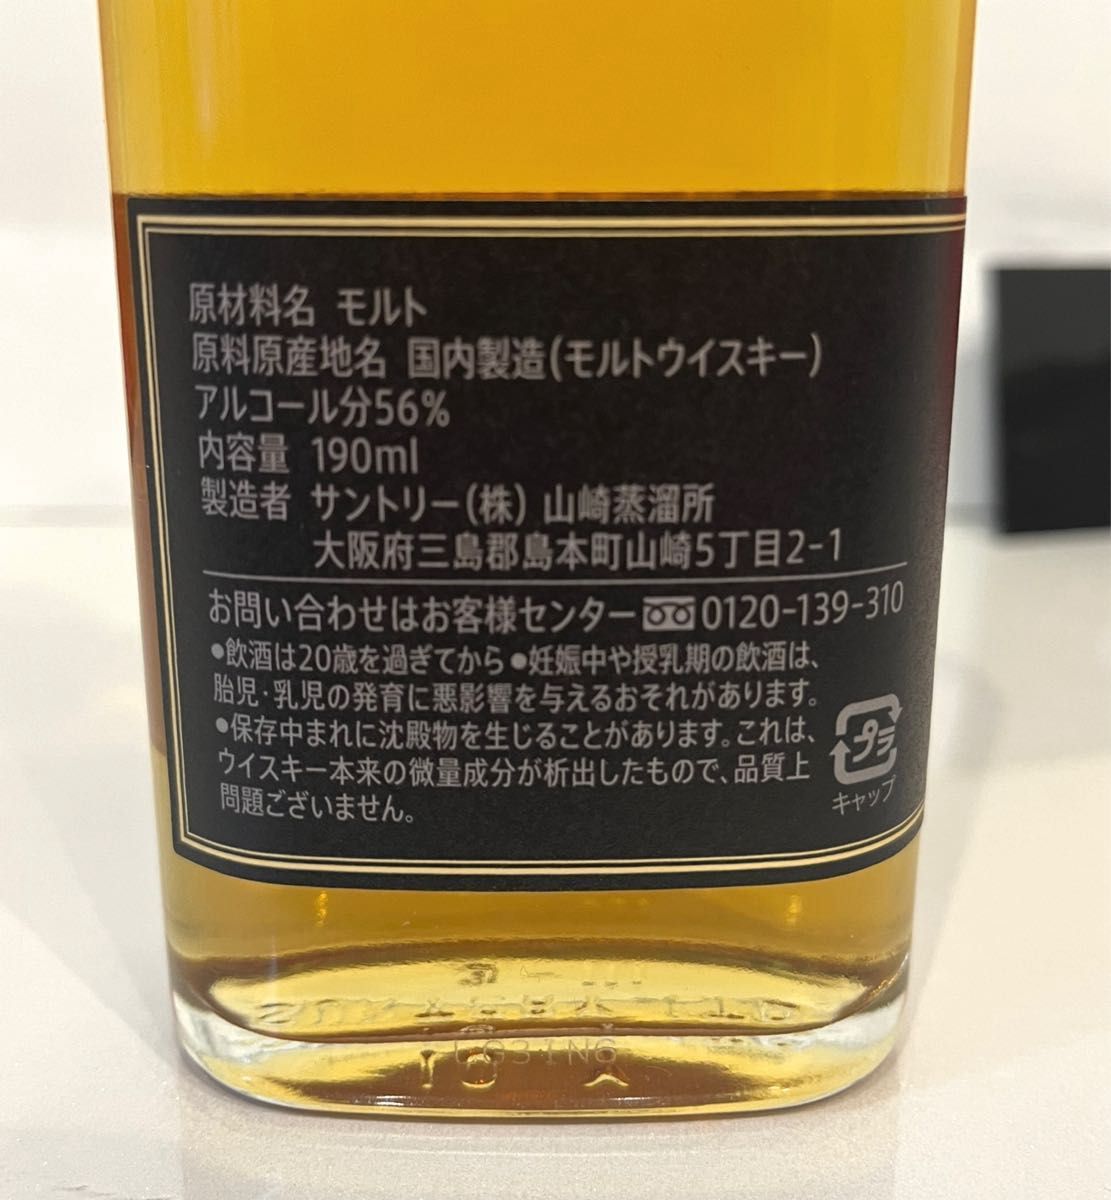 原材料名 モルト
原料原産地名 国内製造(モルトウイスキー)
アルコール分56%
内容量 190ml
製造者 サントリー(株) 山崎蒸溜所
大阪府三島郡島本町山崎5丁目2-1
お問い合わせはお客様センター 0120-139-310
●飲酒は20歳を過ぎてから ●妊娠中や授乳期の飲酒は、
胎児・乳児の発育に悪影響を与えるおそれがあります。
●保存中まれに沈殿物を生じることがあります。これは、
ウイスキー本来の微量成分が析出したもので、品質上
問題ございません。
プラ
キャップ